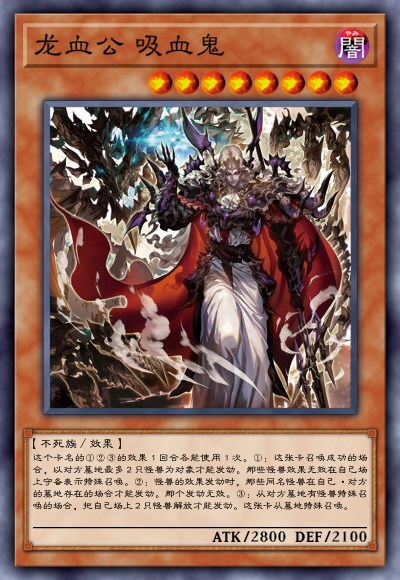 龙血公 吸血鬼
やみ
闇
【不死族／效果】
这个卡名的①②③的效果1回合各能使用1次。①：这张卡召唤成功的场
合，以对方墓地最多2只怪兽为对象才能发动。那些怪兽效果无效在自己场
上守备表示特殊召唤。②：怪兽的效果发动时，那些同名怪兽在自己·对方
的墓地存在的场合才能发动。那个发动无效。③：从对方墓地有怪兽特殊召
唤的场合，把自己场上2只怪兽解放才能发动。这张卡从墓地特殊召唤。
ATK/2800 DEF/2100